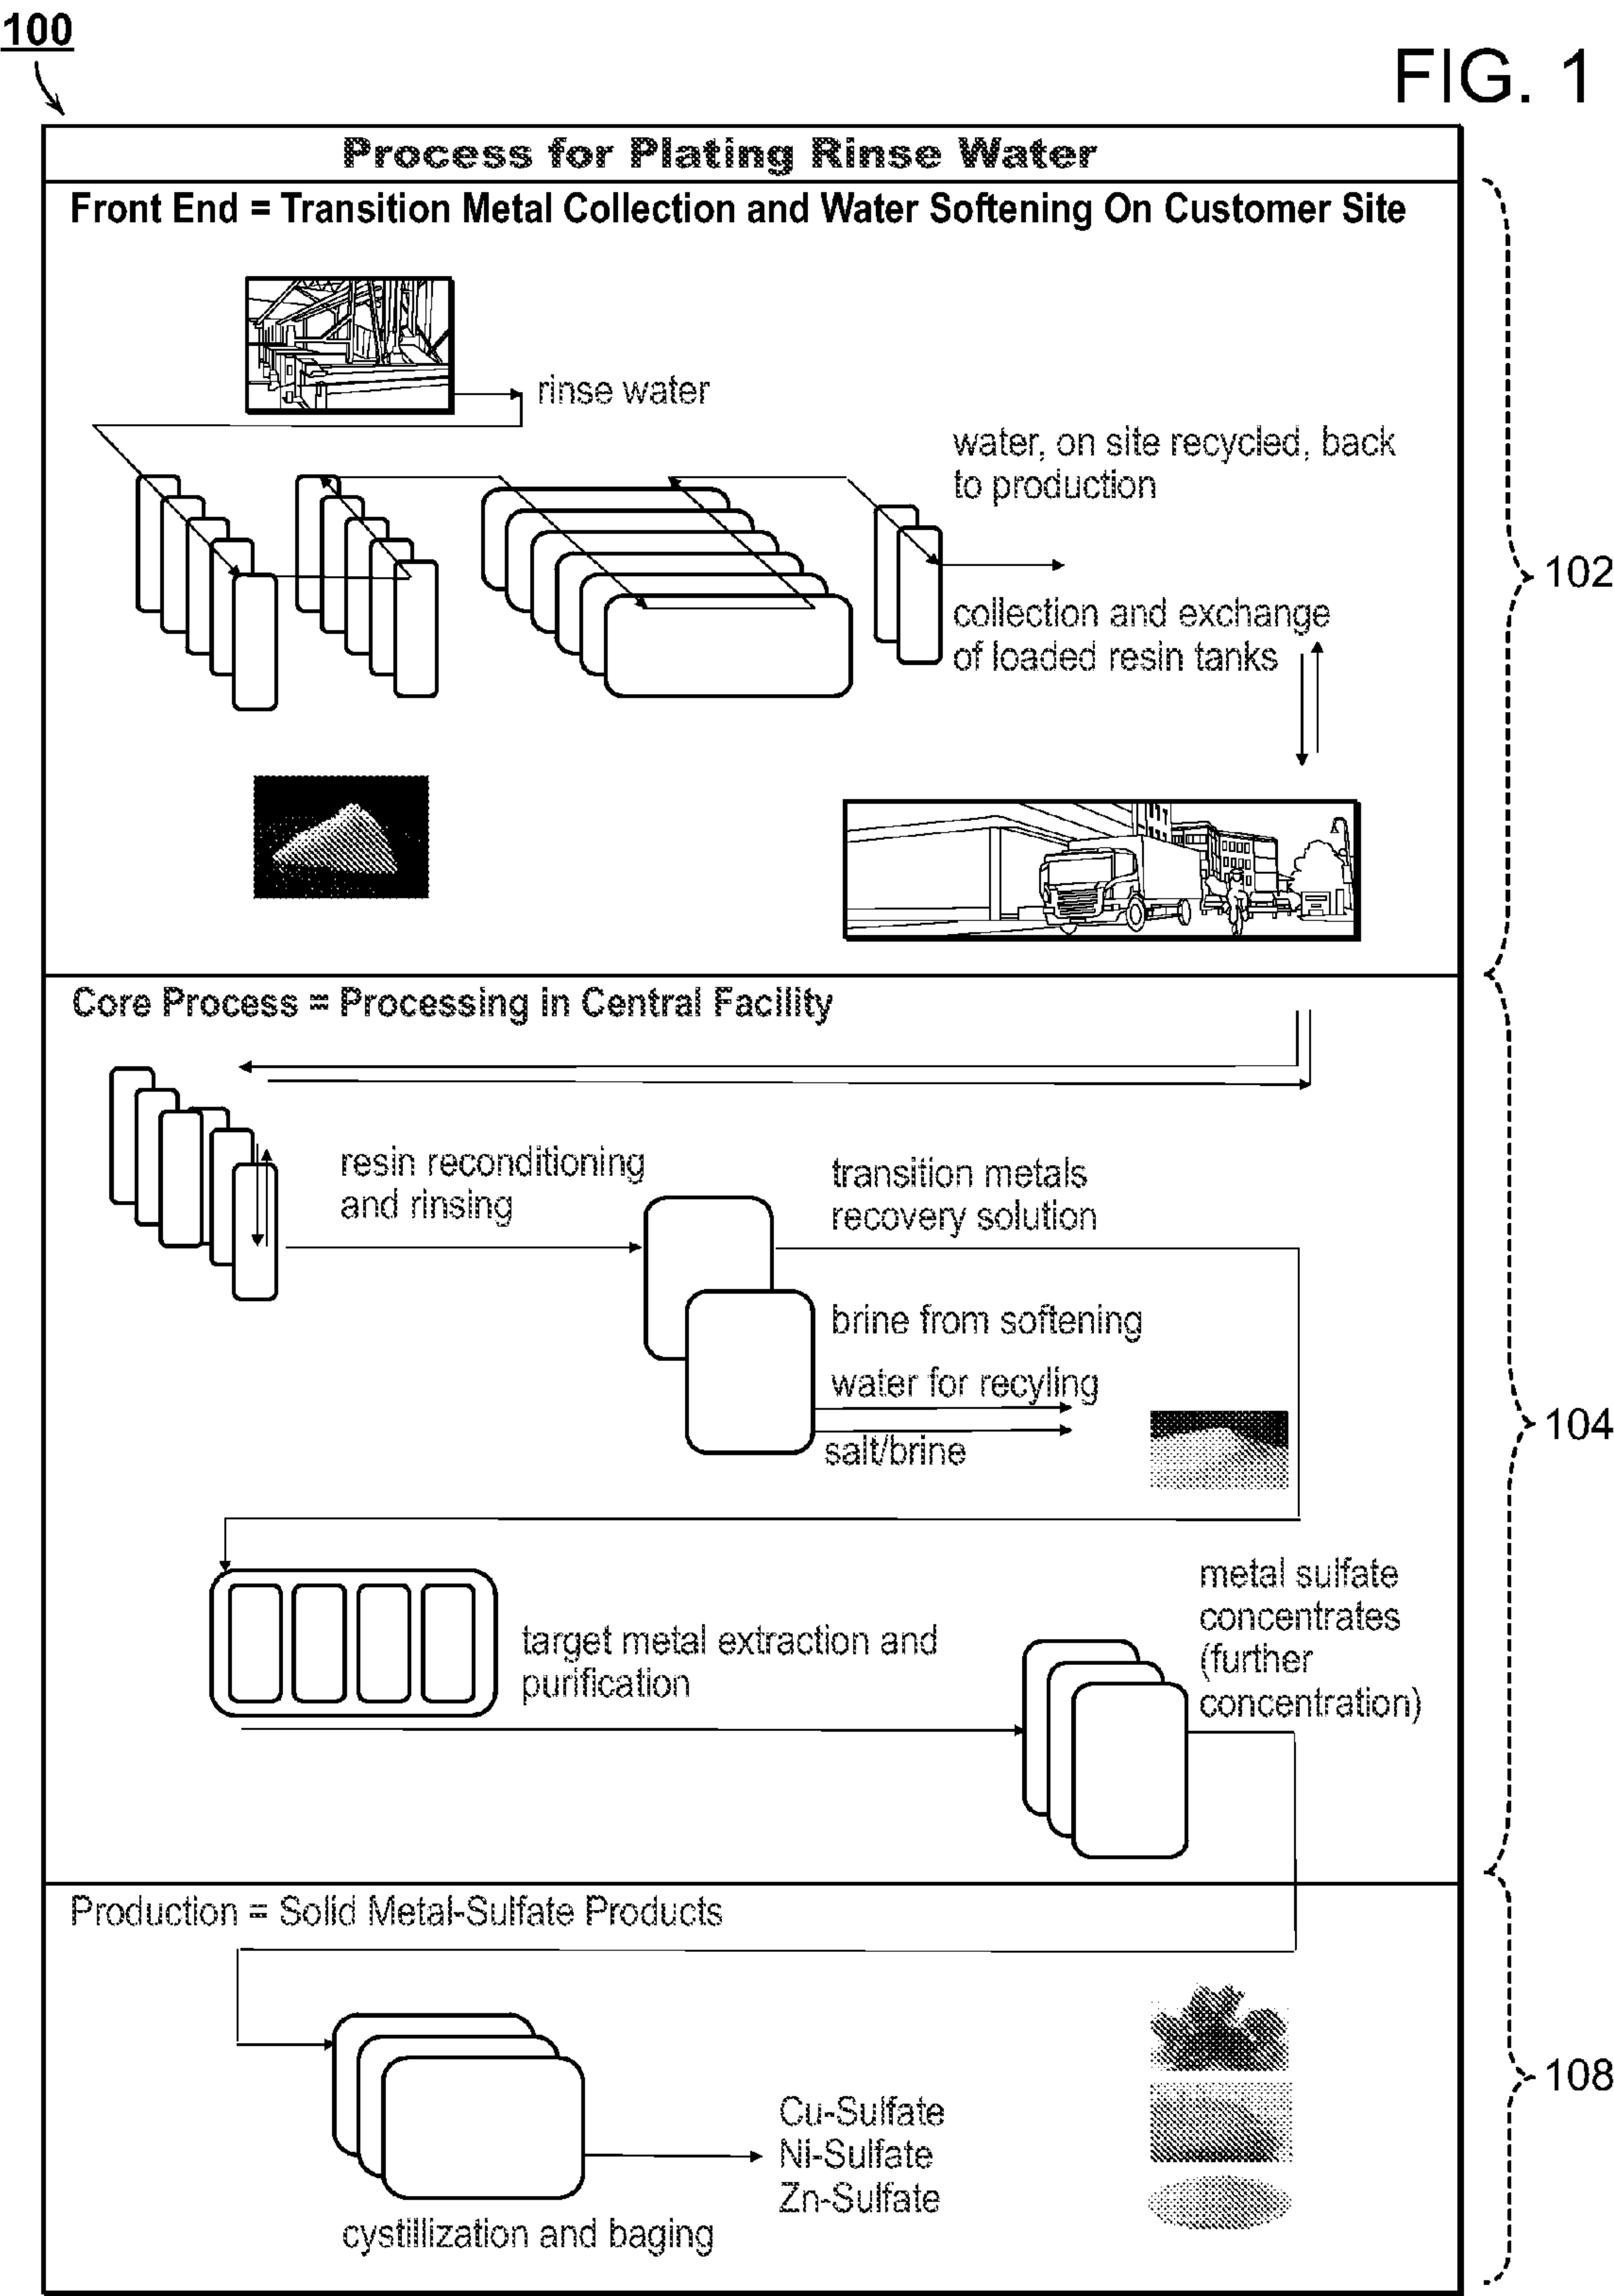 100
FIG. 1
Process for Plating Rinse Water
Front End = Transition Metal Collection and Water Softening On Customer Site
rinse water
water, on site recycled, back
to production
102
collection and exchange
of loaded resin tanks
Core Process = Processing in Central Facility
resin reconditioning
and rinsing
transition metals
recovery solution
brine from softening
water for recyling
salt/brine
104
metal sulfate
concentrates
(further
concentration)
target metal extraction and
purification
Production = Solid Metal-Sulfate Products
108
Cu-Sulfate
Ni-Sulfate
Zn-Sulfate
cystillization and baging